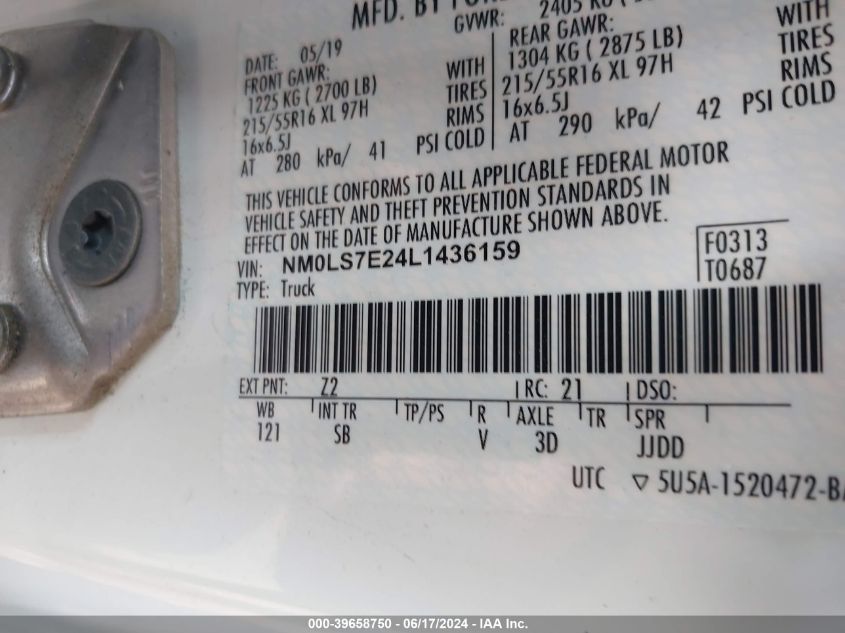 MFD. BY FORD
GVWR: 2405 KG
DATE: 05/19
FRONT GAWR:
1225 KG ( 2700 LB) WITH
215/55R16 XL 97H TIRES
16x6.5J RIMS
AT 280 kPa/ 41 PSI COLD
REAR GAWR:
1304 KG ( 2875 LB) WITH
215/55R16 XL 97H TIRES
16x6.5J RIMS
AT 290 kPa/ 42 PSI COLD
THIS VEHICLE CONFORMS TO ALL APPLICABLE FEDERAL MOTOR
VEHICLE SAFETY AND THEFT PREVENTION STANDARDS IN
EFFECT ON THE DATE OF MANUFACTURE SHOWN ABOVE.
VIN: NM0LS7E24L1436159
TYPE: Truck
F0313
T0687
EXT PNT: Z2 RC: 21 DSO:
WB INT TR TP/PS R AXLE TR SPR
121 SB V 3D JJDD
UTC ▽ 5U5A-1520472-BA
000-39658750 - 06/17/2024 - IAA Inc.